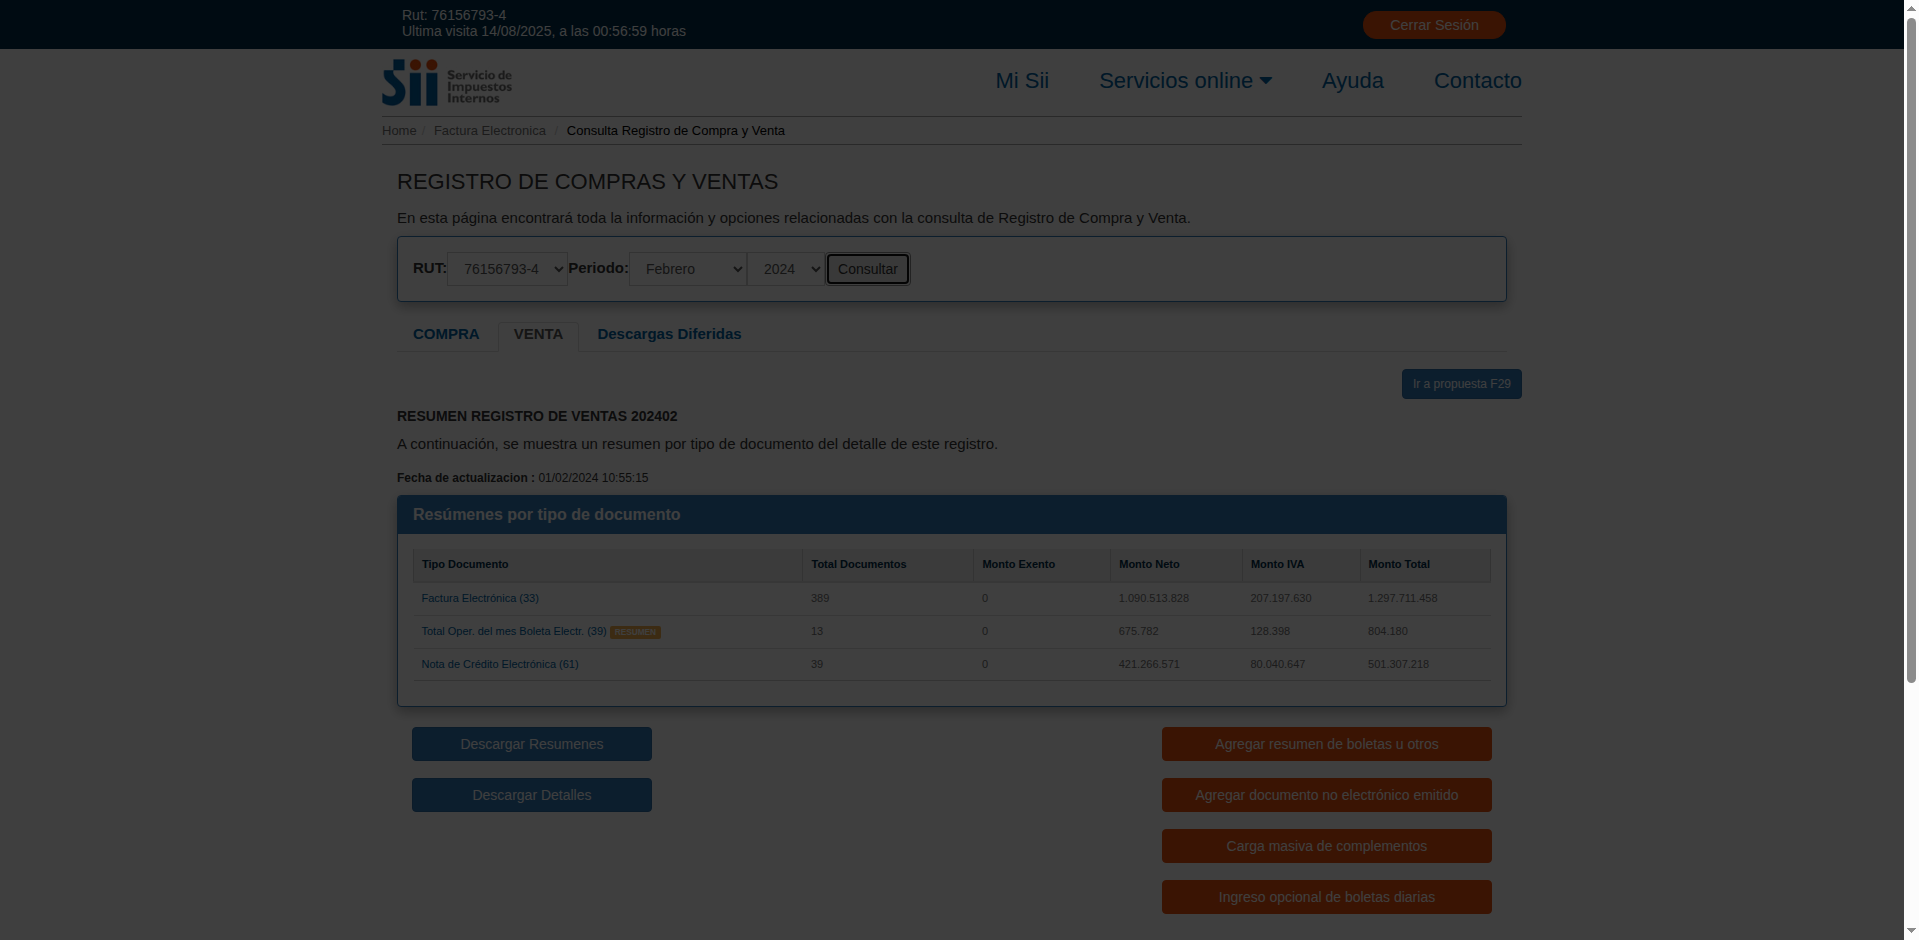 Rut: 76156793-4
Ultima visita 14/08/2025, a las 00:56:59 horas
Cerrar Sesión
Sii Servicio de Impuestos Internos
Mi Sii Servicios online Ayuda Contacto
Home / Factura Electronica / Consulta Registro de Compra y Venta
REGISTRO DE COMPRAS Y VENTAS
En esta página encontrará toda la información y opciones relacionadas con la consulta de Registro de Compra y Venta.
RUT: 76156793-4 Periodo: Febrero 2024 Consultar
COMPRA VENTA Descargas Diferidas
Ir a propuesta F29
RESUMEN REGISTRO DE VENTAS 202402
A continuación, se muestra un resumen por tipo de documento del detalle de este registro.
Fecha de actualizacion : 01/02/2024 10:55:15
Resúmenes por tipo de documento
Tipo Documento Total Documentos Monto Exento Monto Neto Monto IVA Monto Total
Factura Electrónica (33) 389 0 1.090.513.828 207.197.630 1.297.711.458
Total Oper. del mes Boleta Electr. (39) RESUMEN 13 0 675.782 128.398 804.180
Nota de Crédito Electrónica (61) 39 0 421.266.571 80.040.647 501.307.218
Descargar Resumenes Agregar resumen de boletas u otros
Descargar Detalles Agregar documento no electrónico emitido
Carga masiva de complementos
Ingreso opcional de boletas diarias